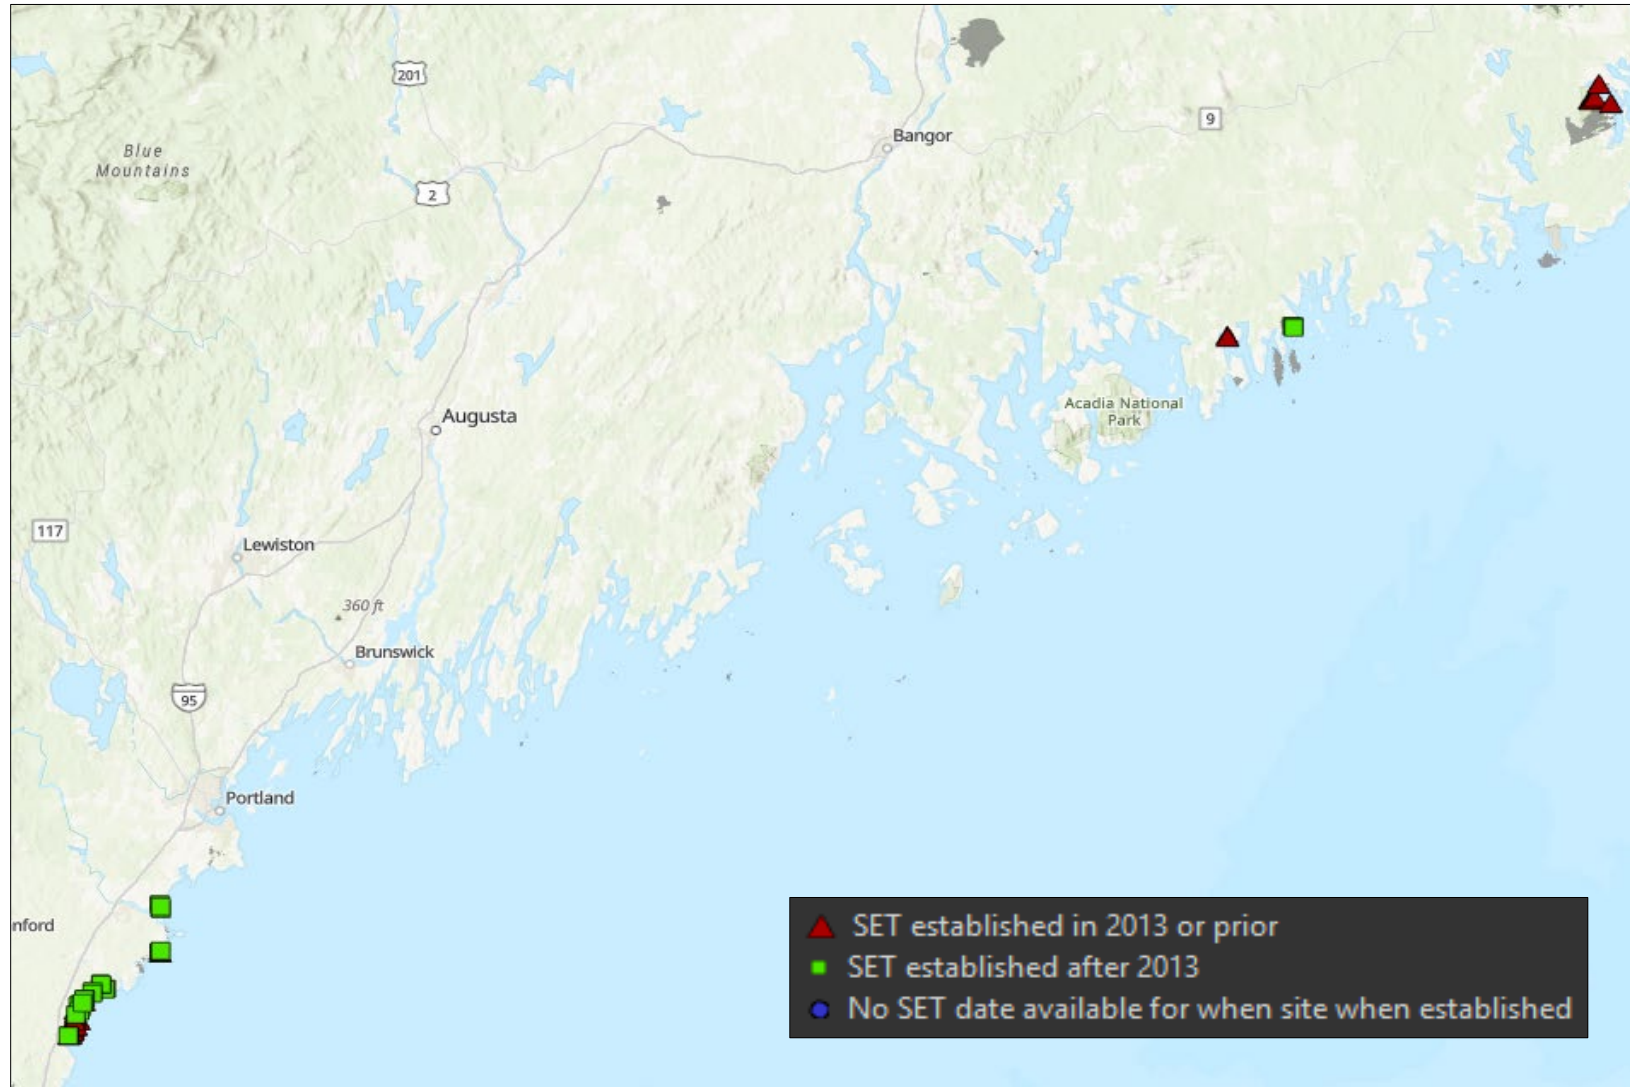 201
Bangor
9
Blue
Mountains
2
Acadia National
Park
Augusta
117
Lewiston
360 ft
Brunswick
95
Portland
nford
SET established in 2013 or prior
SET established after 2013
No SET date available for when site when established